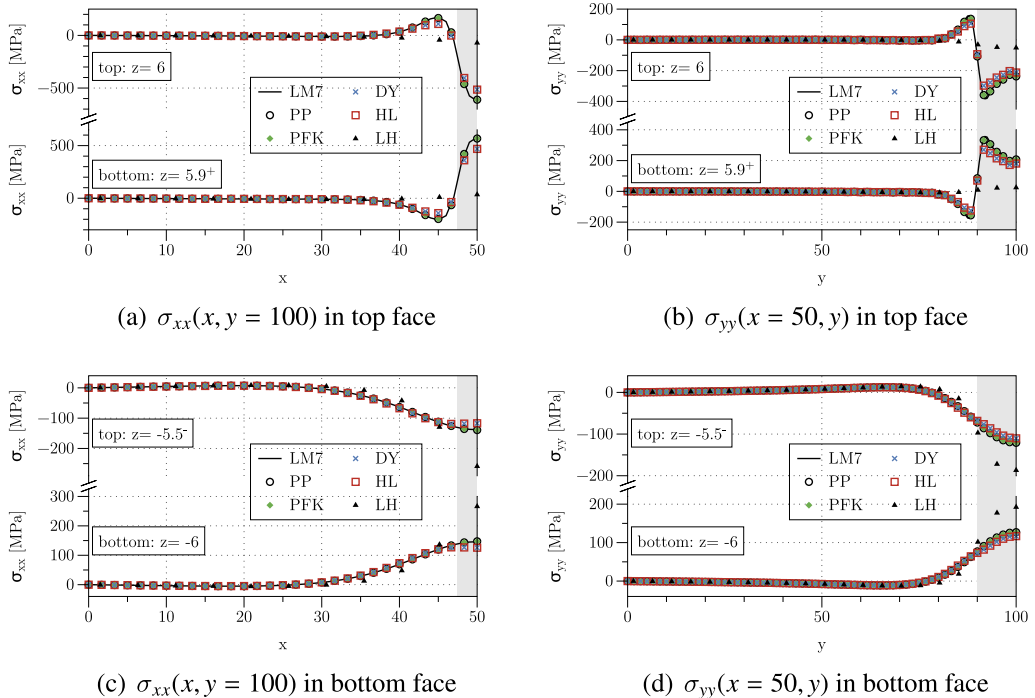 σxx [MPa]
0
−500
top: z= 6
LM7
PP
PFK
DY
HL
LH
σxx [MPa]
500
0
bottom: z= 5.9⁺
0 10 20 30 40 50
x
(a) σxx(x, y = 100) in top face
σyy [MPa]
200
0
−200
−400
top: z= 6
LM7
PP
PFK
DY
HL
LH
σyy [MPa]
400
200
0
−200
bottom: z= 5.9⁺
0 50 100
y
(b) σyy(x = 50, y) in top face
σxx [MPa]
0
−100
−200
top: z= -5.5⁻
LM7
PP
PFK
DY
HL
LH
σxx [MPa]
300
200
100
0
bottom: z= -6
0 10 20 30 40 50
x
(c) σxx(x, y = 100) in bottom face
σyy [MPa]
0
−100
−200
top: z= -5.5⁻
LM7
PP
PFK
DY
HL
LH
σyy [MPa]
200
100
0
bottom: z= -6
0 50 100
y
(d) σyy(x = 50, y) in bottom face